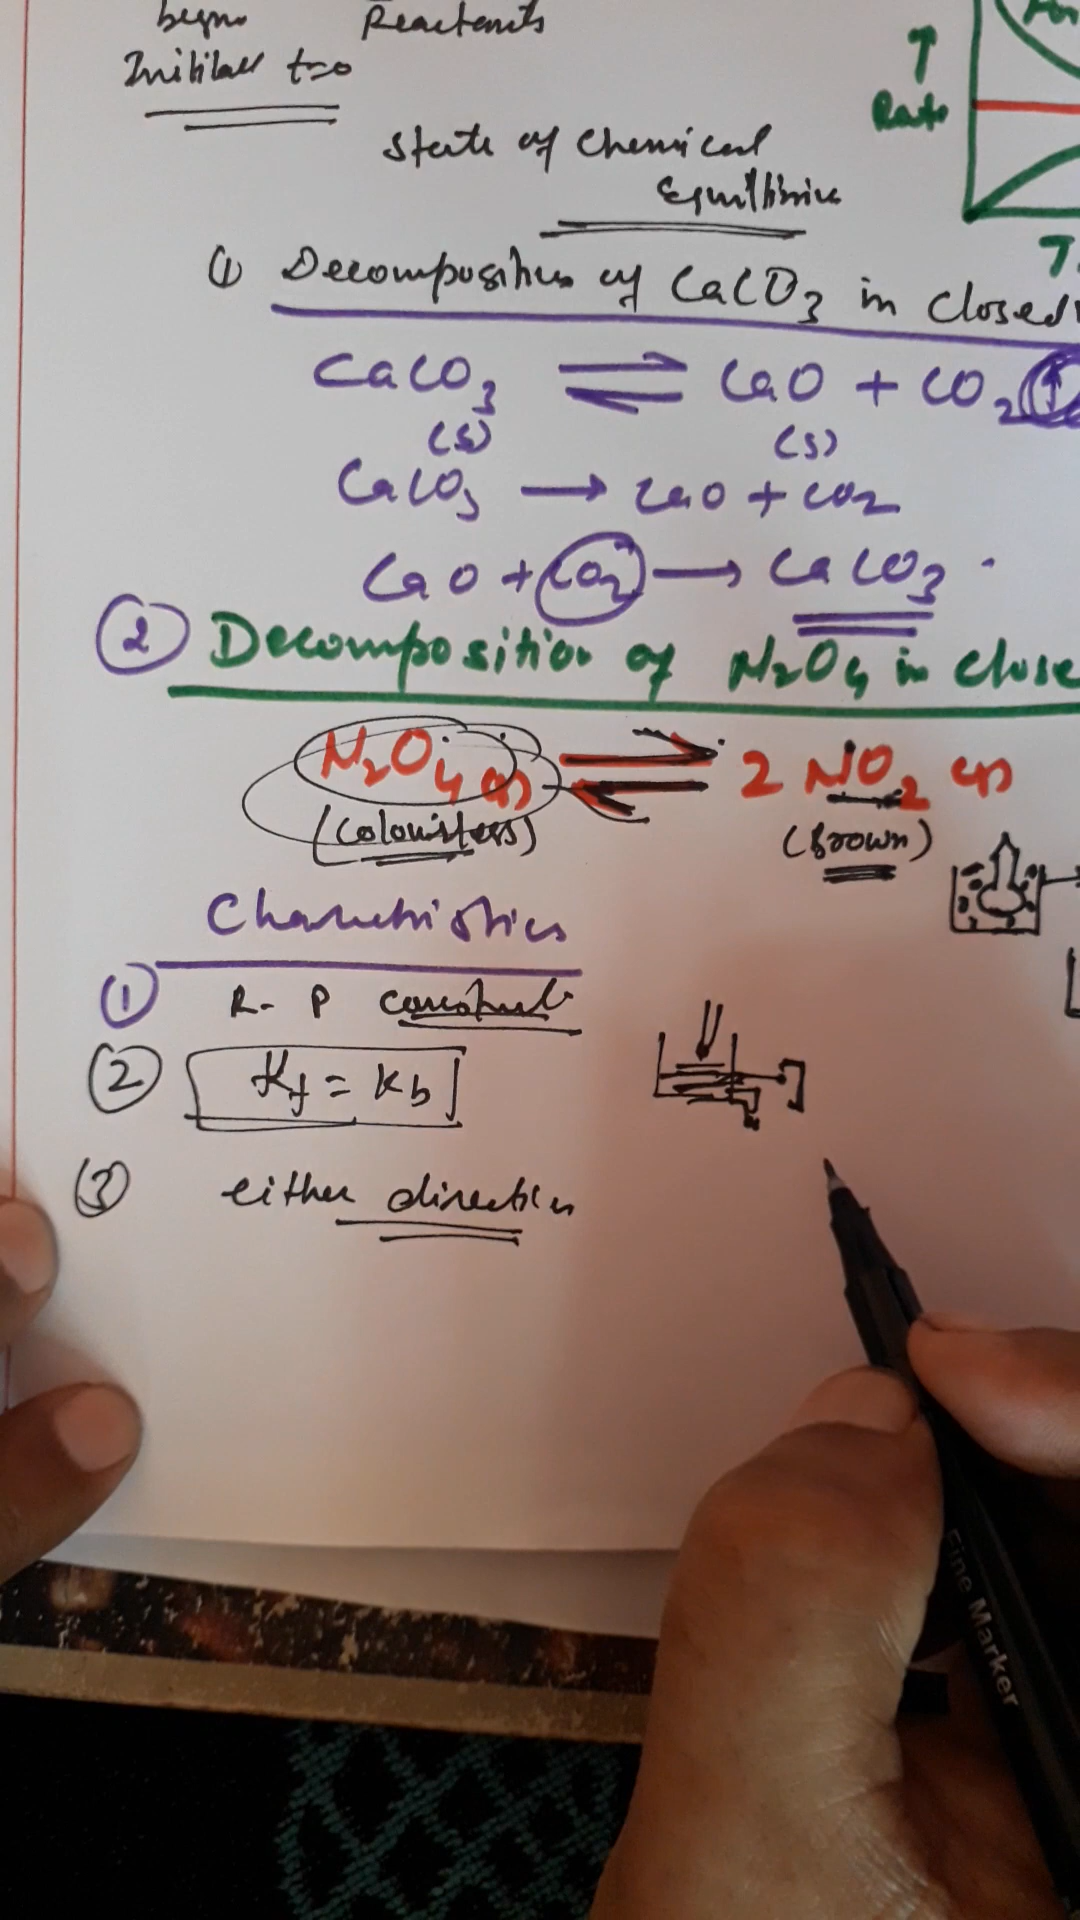 begins Reactants
Initiall t=0
↑
Rate
State of Chemical
Equilibrium
① Decomposition of CaCO₃ in Closed
CaCO₃ ⇌ CaO + CO₂ ↑
(s) (s)
CaCO₃ → CaO + CO₂
CaO + CO₂ → CaCO₃
② Decomposition of N₂O₄ in Close
N₂O₄ (g) ⇌ 2 NO₂ (g)
(Colourless) (Brown)
Characteristics
① R - P constant
② Kf = Kb
③ either direction
Fine Marker